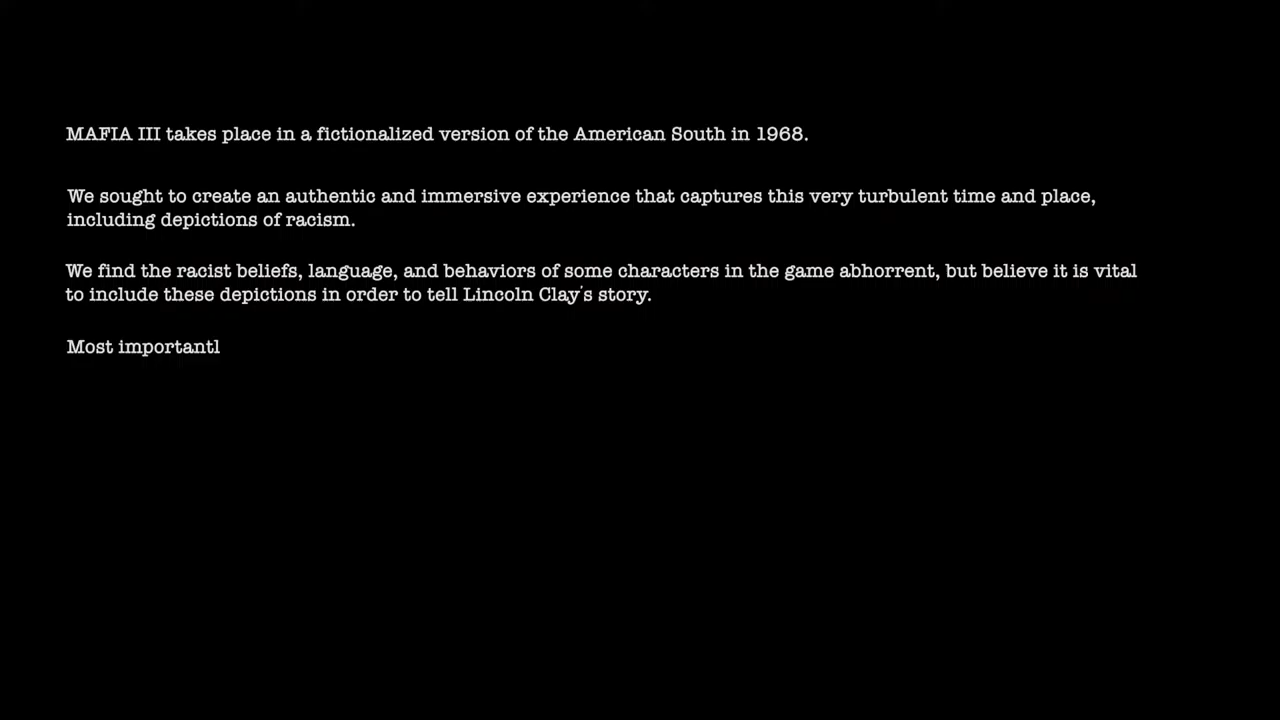 MAFIA III takes place in a fictionalized version of the American South in 1968.
We sought to create an authentic and immersive experience that captures this very turbulent time and place,
including depictions of racism.
We find the racist beliefs, language, and behaviors of some characters in the game abhorrent, but believe it is vital
to include these depictions in order to tell Lincoln Clay's story.
Most importantl